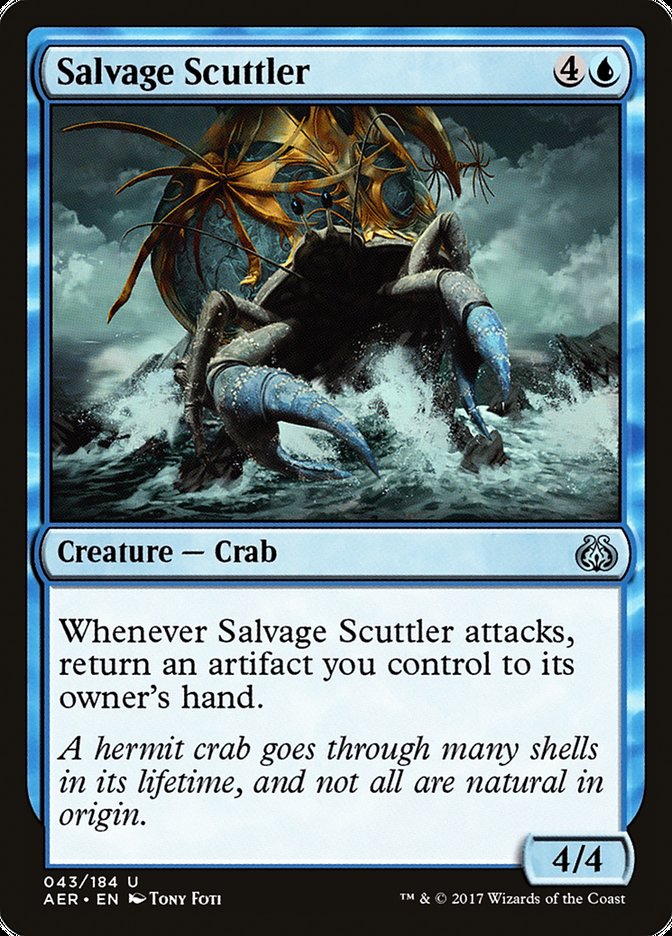 Salvage Scuttler 4
Creature — Crab
Whenever Salvage Scuttler attacks,
return an artifact you control to its
owner's hand.
A hermit crab goes through many shells
in its lifetime, and not all are natural in
origin.
4/4
043/184 U
AER • EN Tony Foti
™ & © 2017 Wizards of the Coast